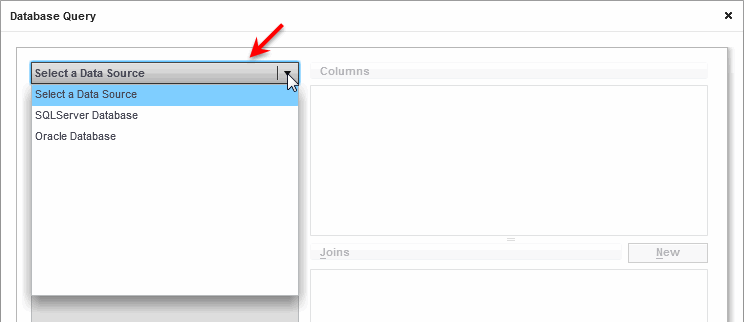 Database Query
Select a Data Source
Select a Data Source
SQLServer Database
Oracle Database
Columns
Joins
New